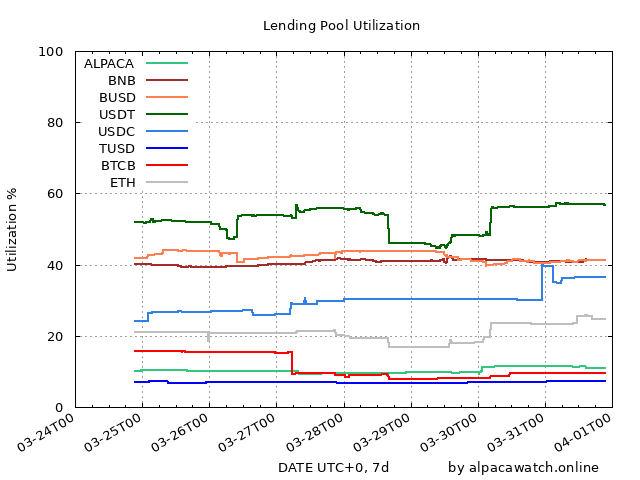 Lending Pool Utilization
100
80
60
40
20
0
Utilization %
ALPACA
BNB
BUSD
USDT
USDC
TUSD
BTCB
ETH
03-24T00
03-25T00
03-26T00
03-27T00
03-28T00
03-29T00
03-30T00
03-31T00
04-01T00
DATE UTC+0, 7d
by alpacawatch.online